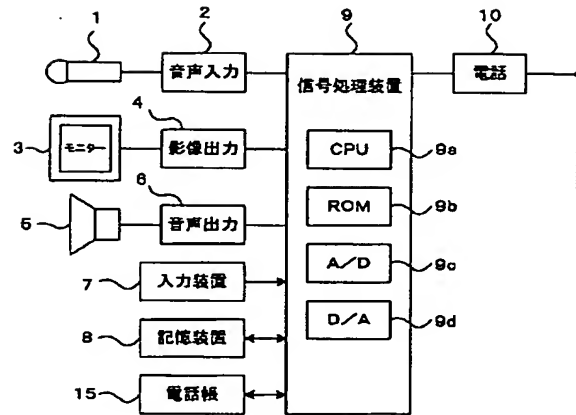 1
2
9
10
音声入力
信号処理装置
電話
4
3
モニター
影像出力
CPU
9a
6
ROM
9b
5
音声出力
7
入力装置
A/D
9c
8
記憶装置
D/A
9d
15
電話帳